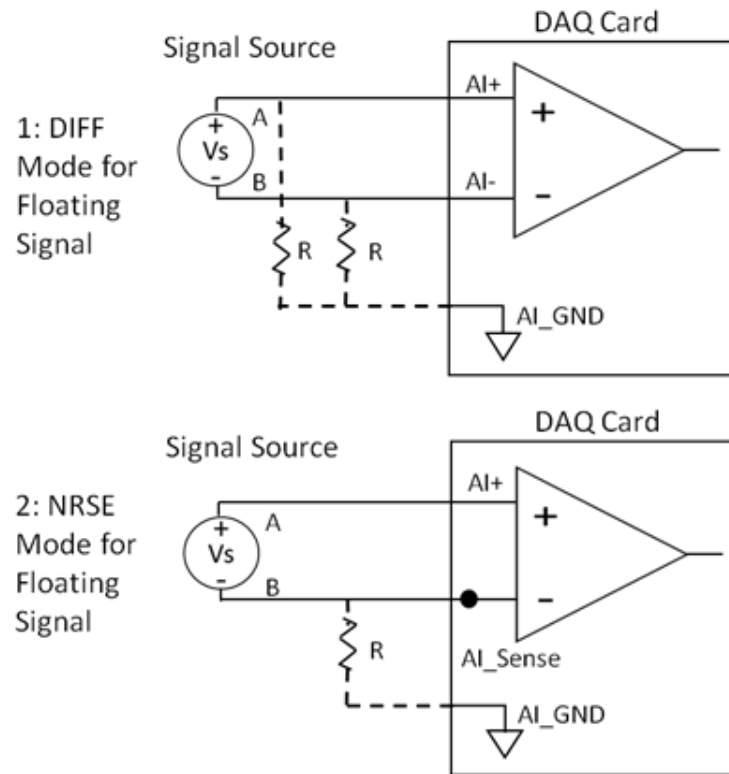 DAQ Card
Signal Source
AI+
1: DIFF
Mode for
Floating
Signal
+
Vs
-
A
B
+
AI-
-
R
R
AI_GND
DAQ Card
Signal Source
AI+
2: NRSE
Mode for
Floating
Signal
+
Vs
-
A
B
+
-
R
AI_Sense
AI_GND